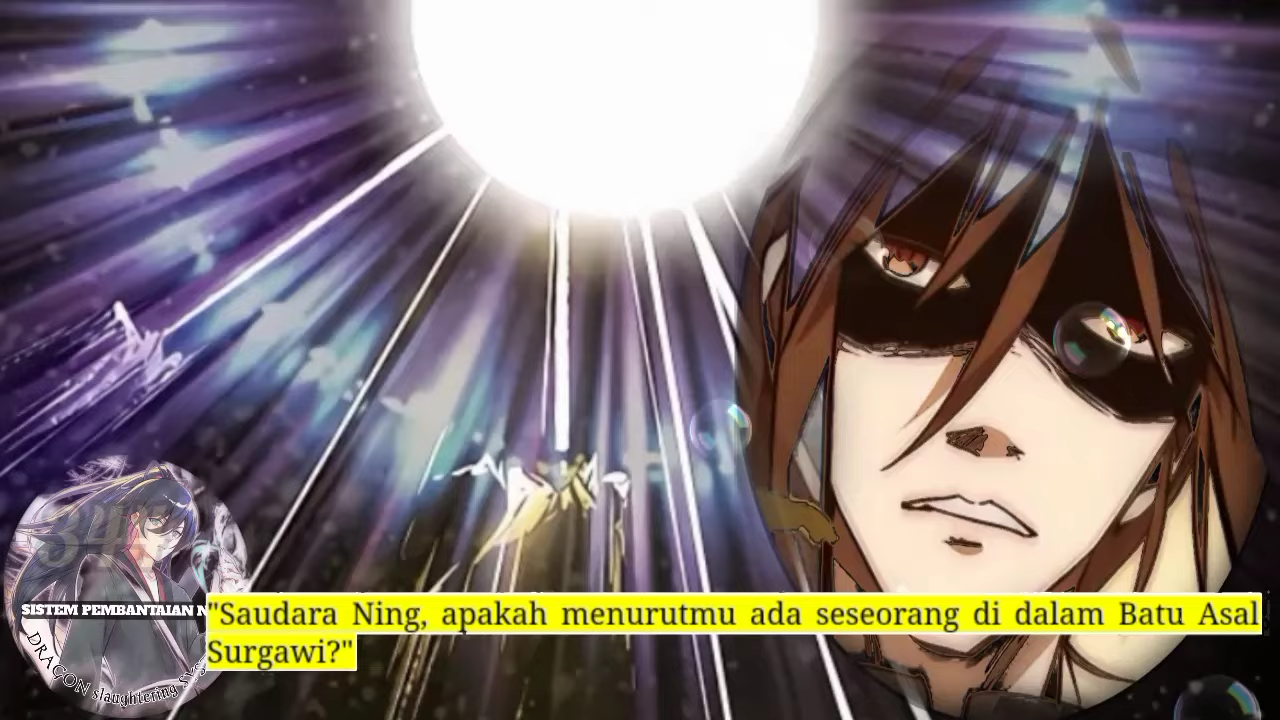 SISTEM PEMBANTAIAN N
DRAGON slaughtering
"Saudara Ning, apakah menurutmu ada seseorang di dalam Batu Asal
Surgawi?"